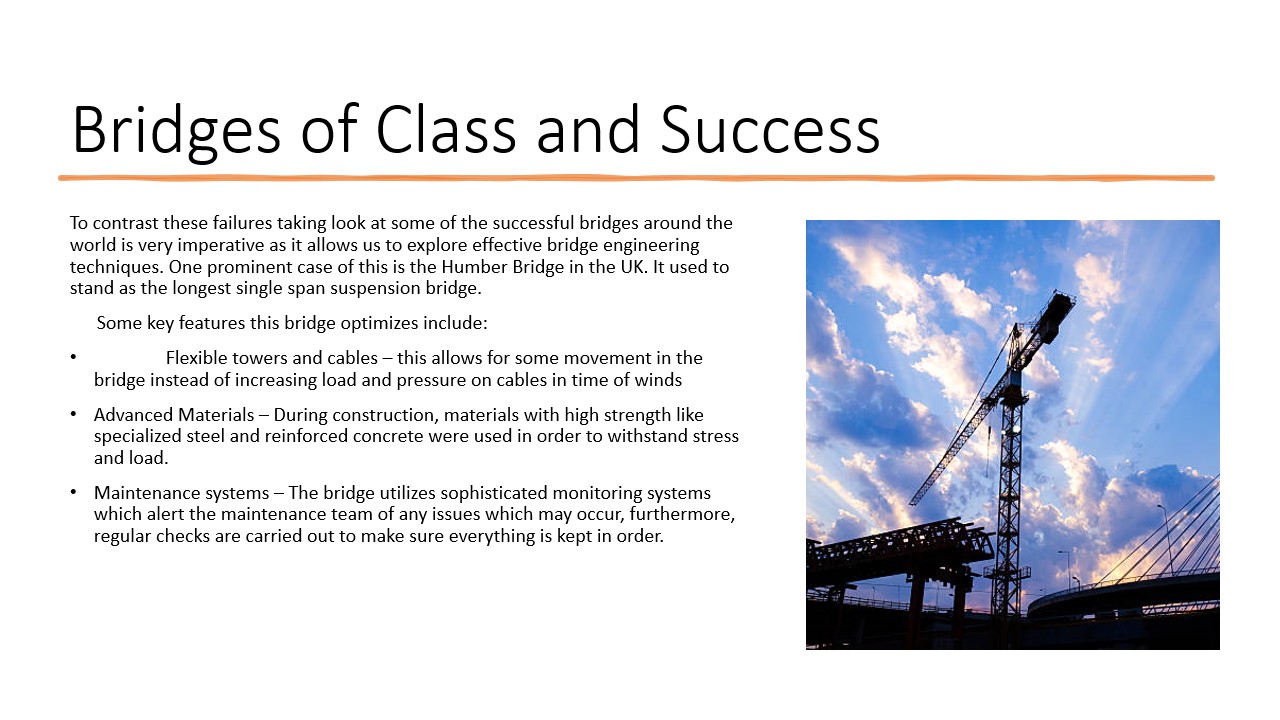 Bridges of Class and Success
To contrast these failures taking look at some of the successful bridges around the
world is very imperative as it allows us to explore effective bridge engineering
techniques. One prominent case of this is the Humber Bridge in the UK. It used to
stand as the longest single span suspension bridge.
Some key features this bridge optimizes include:
• Flexible towers and cables – this allows for some movement in the
bridge instead of increasing load and pressure on cables in time of winds
• Advanced Materials – During construction, materials with high strength like
specialized steel and reinforced concrete were used in order to withstand stress
and load.
• Maintenance systems – The bridge utilizes sophisticated monitoring systems
which alert the maintenance team of any issues which may occur, furthermore,
regular checks are carried out to make sure everything is kept in order.